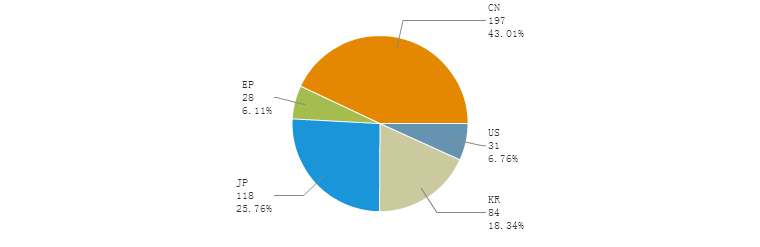 CN
197
43.01%
EP
28
6.11%
US
31
6.76%
JP
118
25.76%
KR
84
18.34%